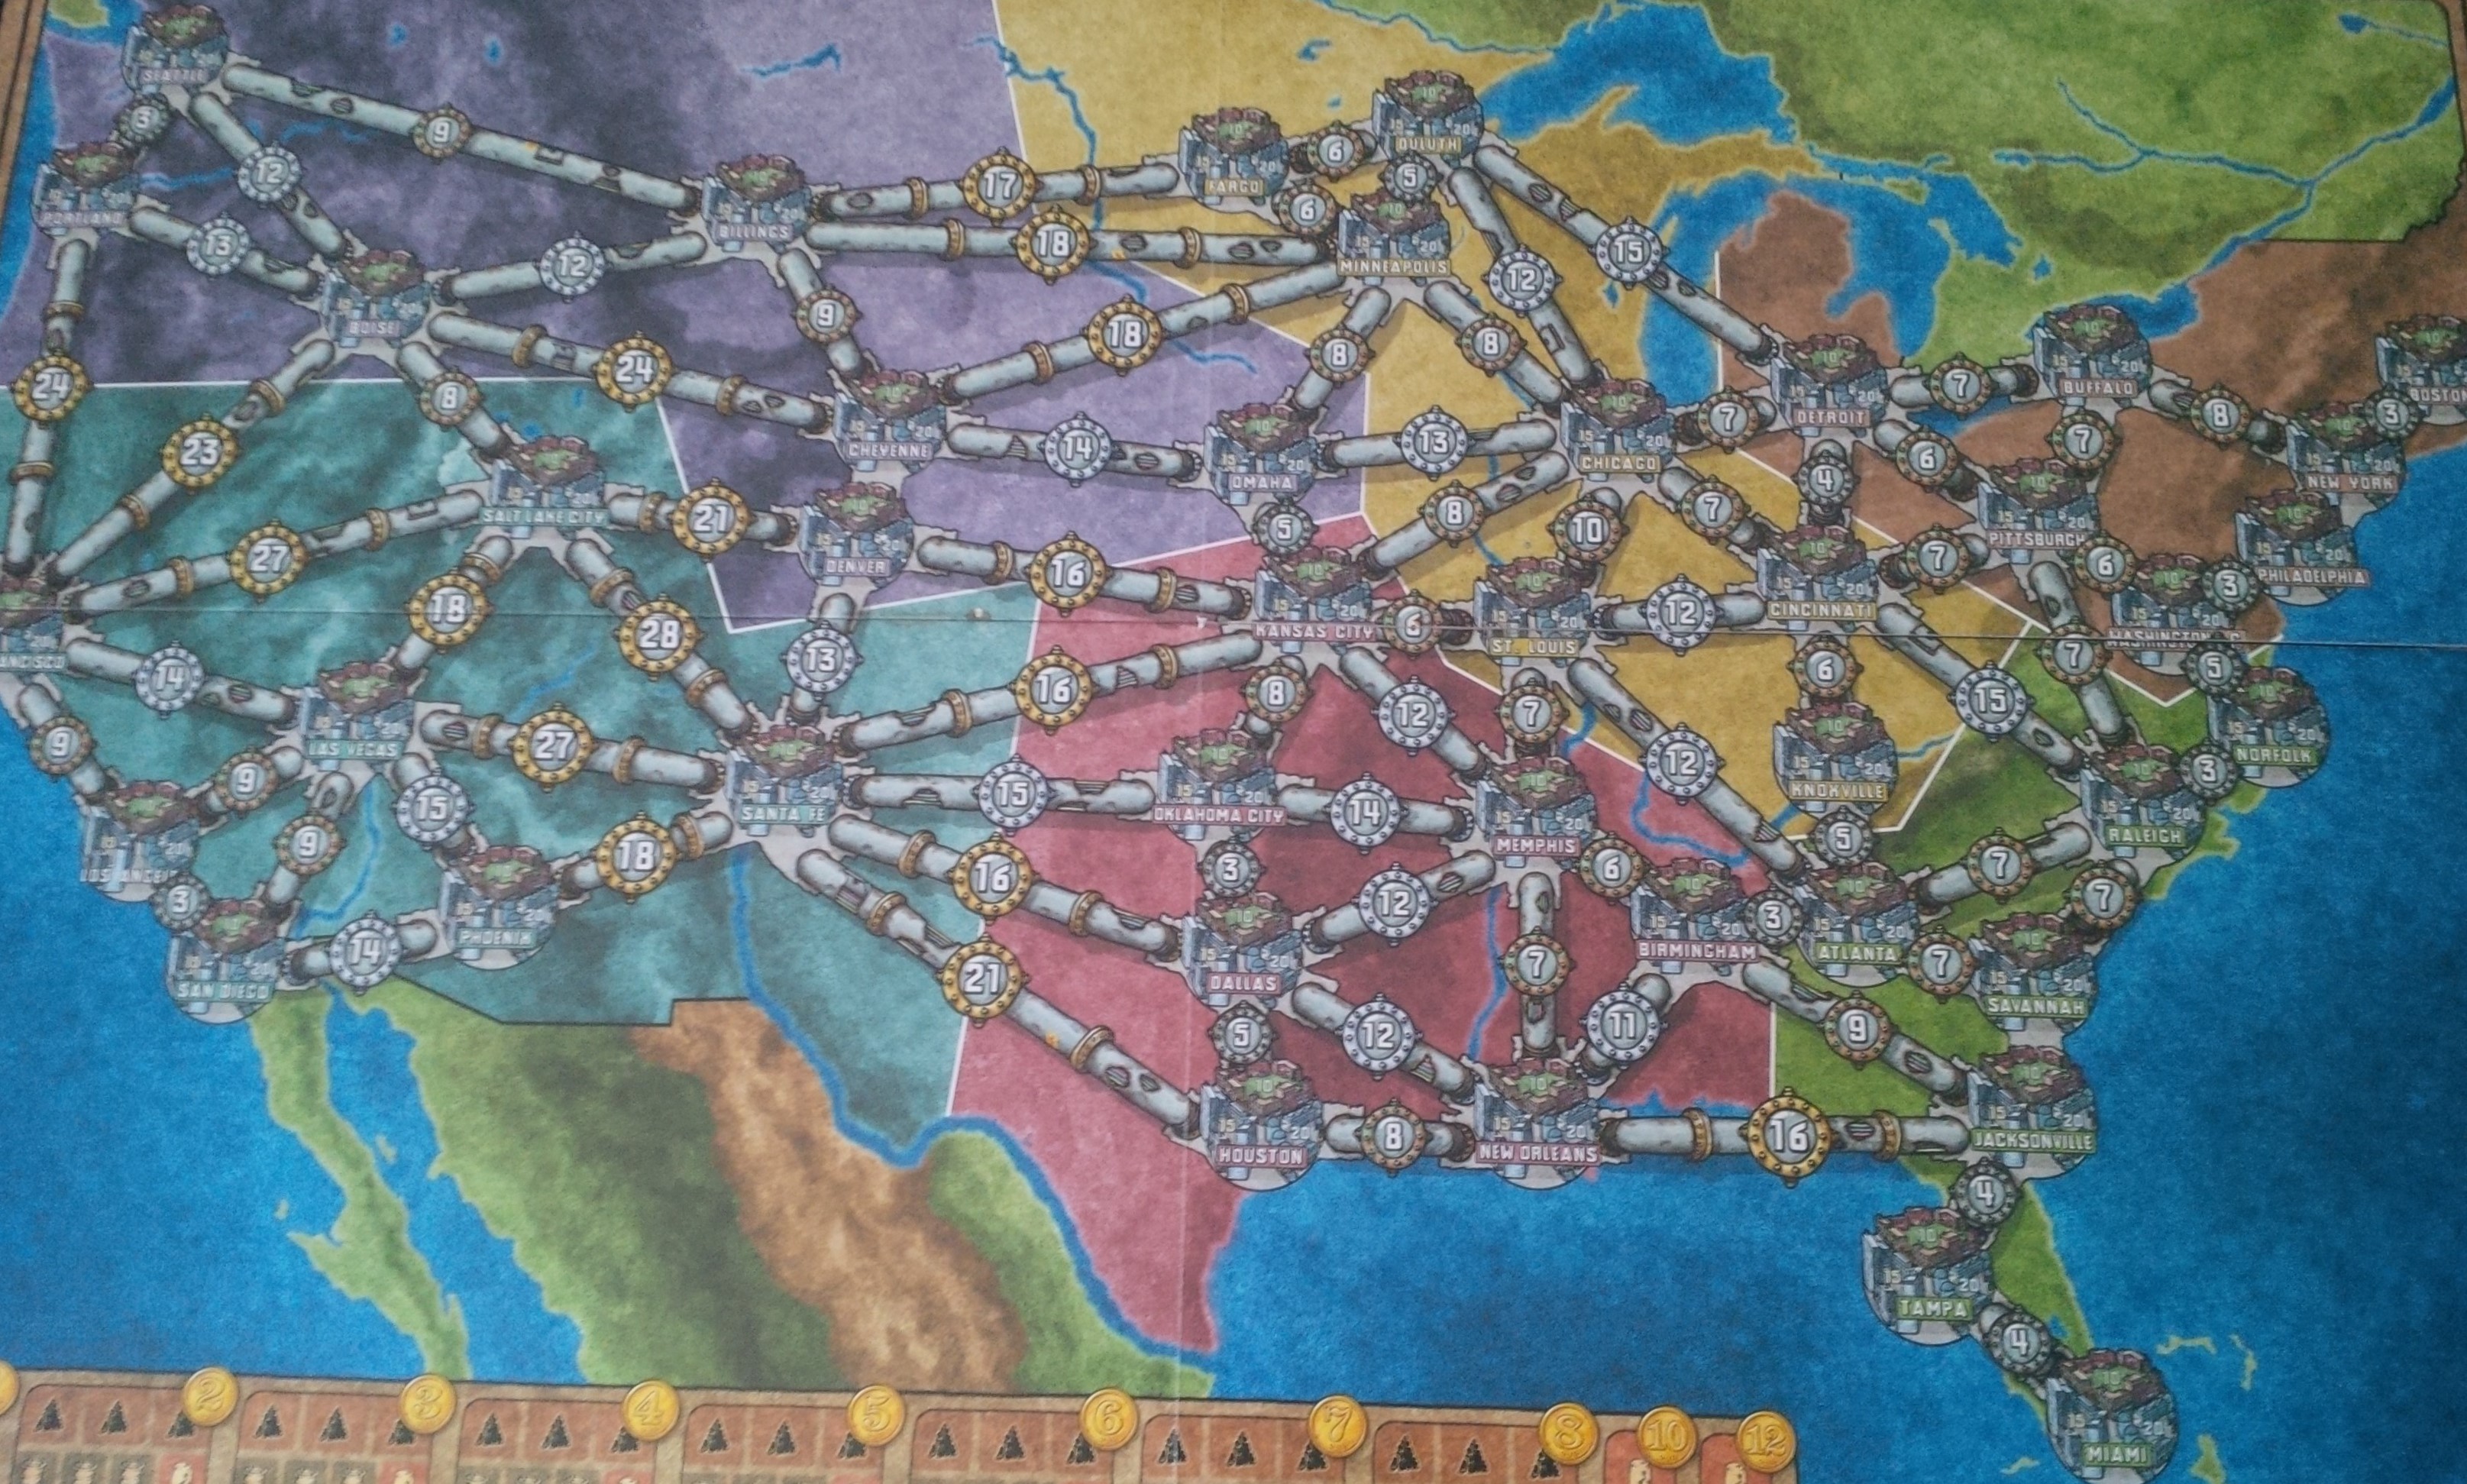 SEATTLE
3
9
12
PORTLAND
13
24
BOISE
12
BILLINGS
17
18
9
FARGO
6
6
DULUTH
5
MINNEAPOLIS
15
12
8
8
18
24
8
23
CHEYENNE
14
OMAHA
13
CHICAGO
7
DETROIT
7
BUFFALO
8
BOSTON
3
NEW YORK
7
6
4
PITTSBURGH
PHILADELPHIA
3
6
WASHINGTON
5
NORFOLK
3
7
7
CINCINNATI
7
10
8
5
SALT LAKE CITY
21
DENVER
16
27
18
28
13
KANSAS CITY
6
ST. LOUIS
12
6
15
14
9
LAS VEGAS
27
9
9
15
SANTA FE
16
8
12
7
12
KNOXVILLE
RALEIGH
15
OKLAHOMA CITY
14
MEMPHIS
5
7
7
LOS ANGELES
3
SAN DIEGO
14
PHOENIX
18
16
3
12
6
BIRMINGHAM
3
ATLANTA
7
SAVANNAH
21
DALLAS
5
12
7
11
9
HOUSTON
8
NEW ORLEANS
16
JACKSONVILLE
4
TAMPA
4
MIAMI
2
3
4
5
6
7
8
10
12